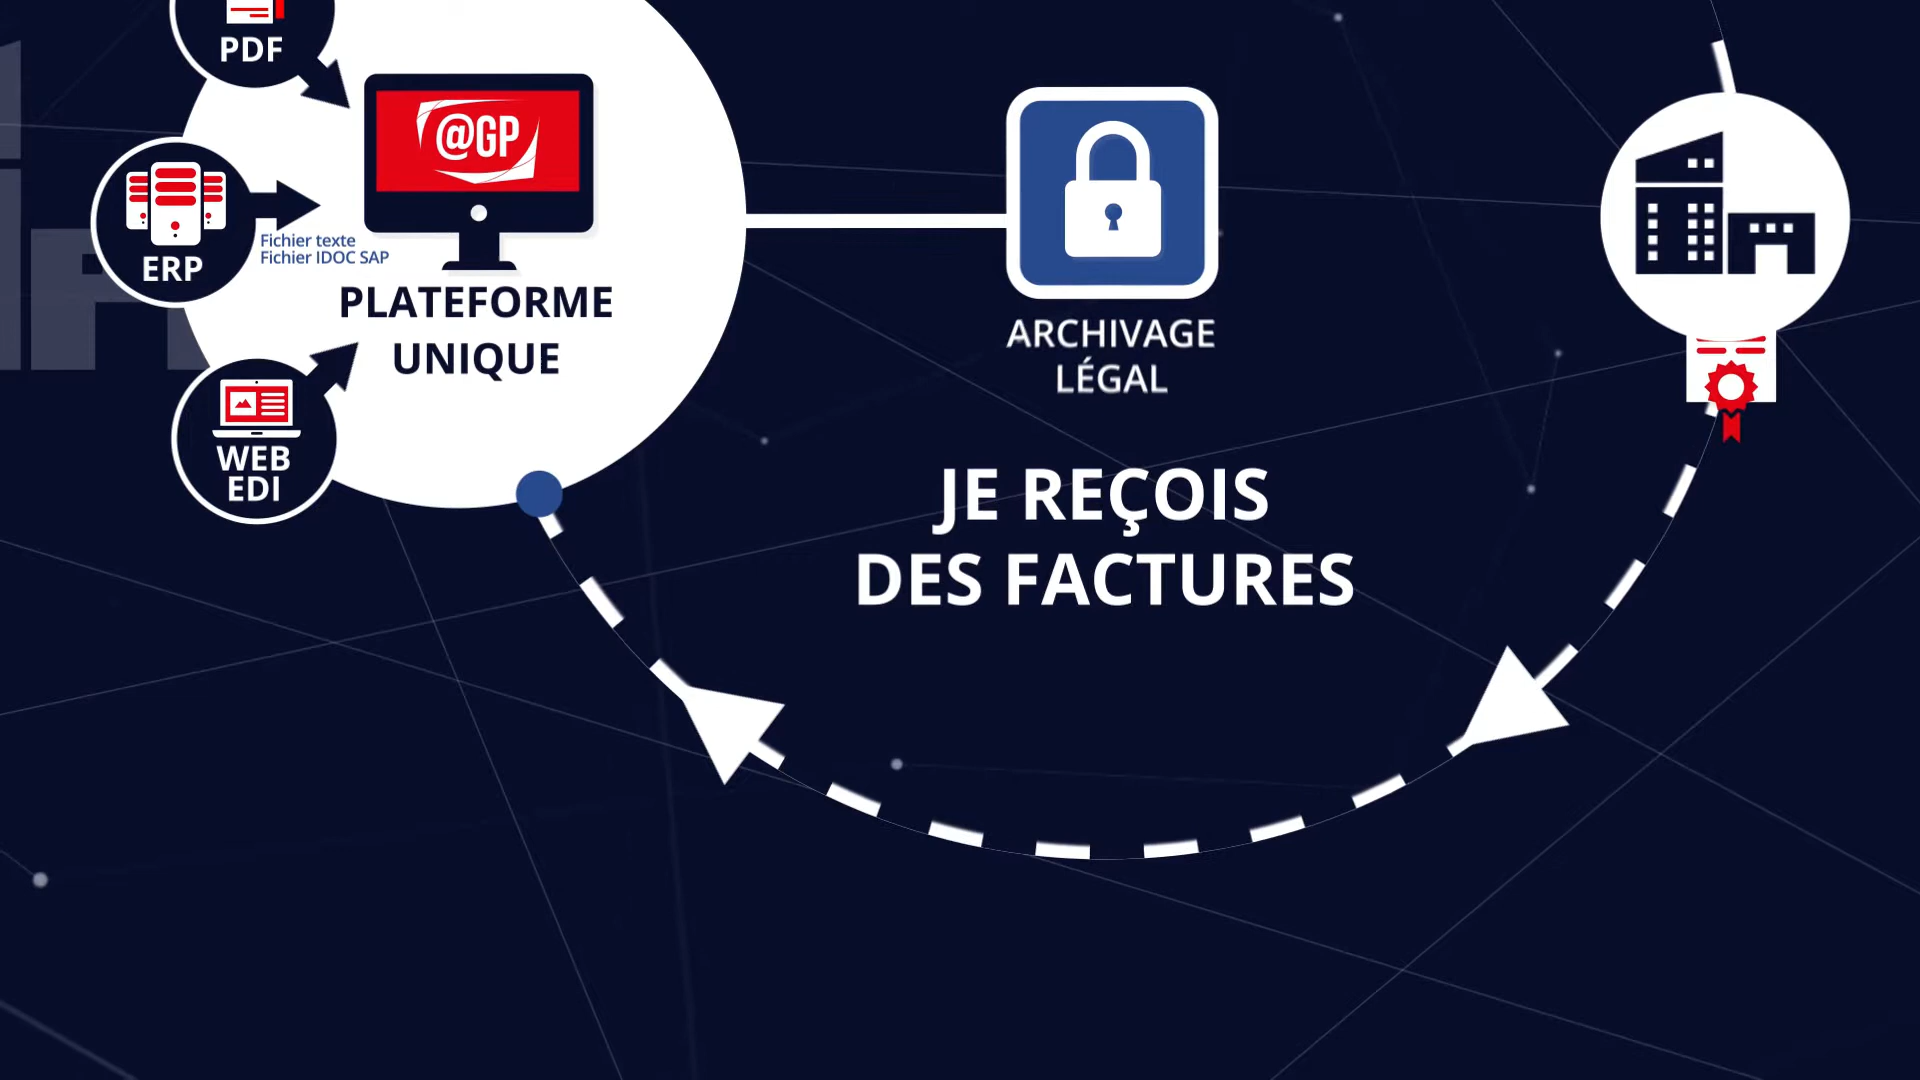 PDF
@GP
ERP
Fichier texte
Fichier IDOC SAP
PLATEFORME
UNIQUE
WEB
EDI
ARCHIVAGE
LÉGAL
JE REÇOIS
DES FACTURES